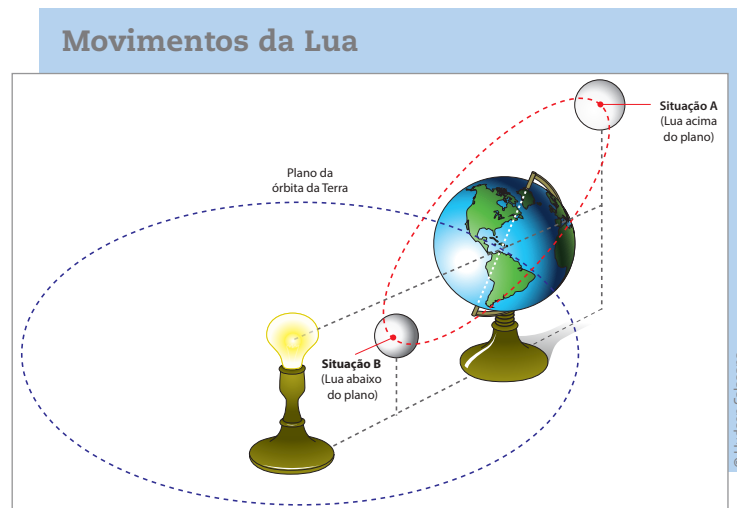 Movimentos da Lua
Situação A
(Lua acima
do plano)
Plano da
órbita da Terra
Situação B
(Lua abaixo
do plano)